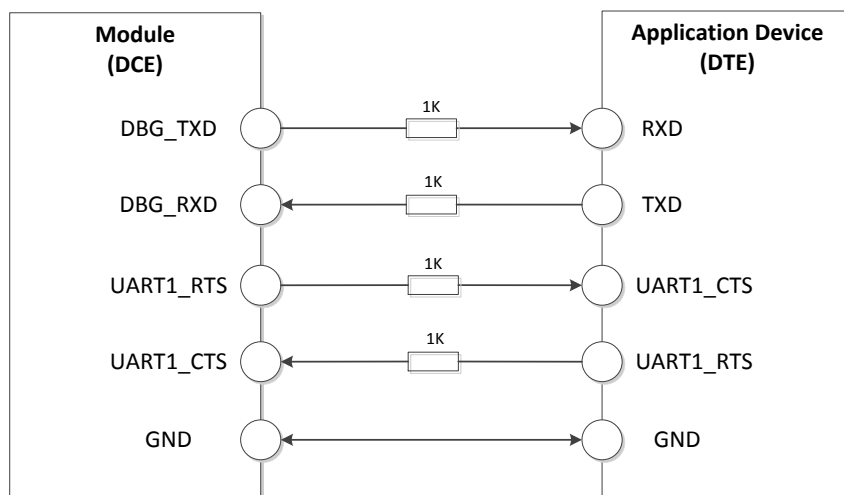 Module
(DCE)
Application Device
(DTE)
DBG_TXD
1K
RXD
DBG_RXD
1K
TXD
UART1_RTS
1K
UART1_CTS
UART1_CTS
1K
UART1_RTS
GND
GND